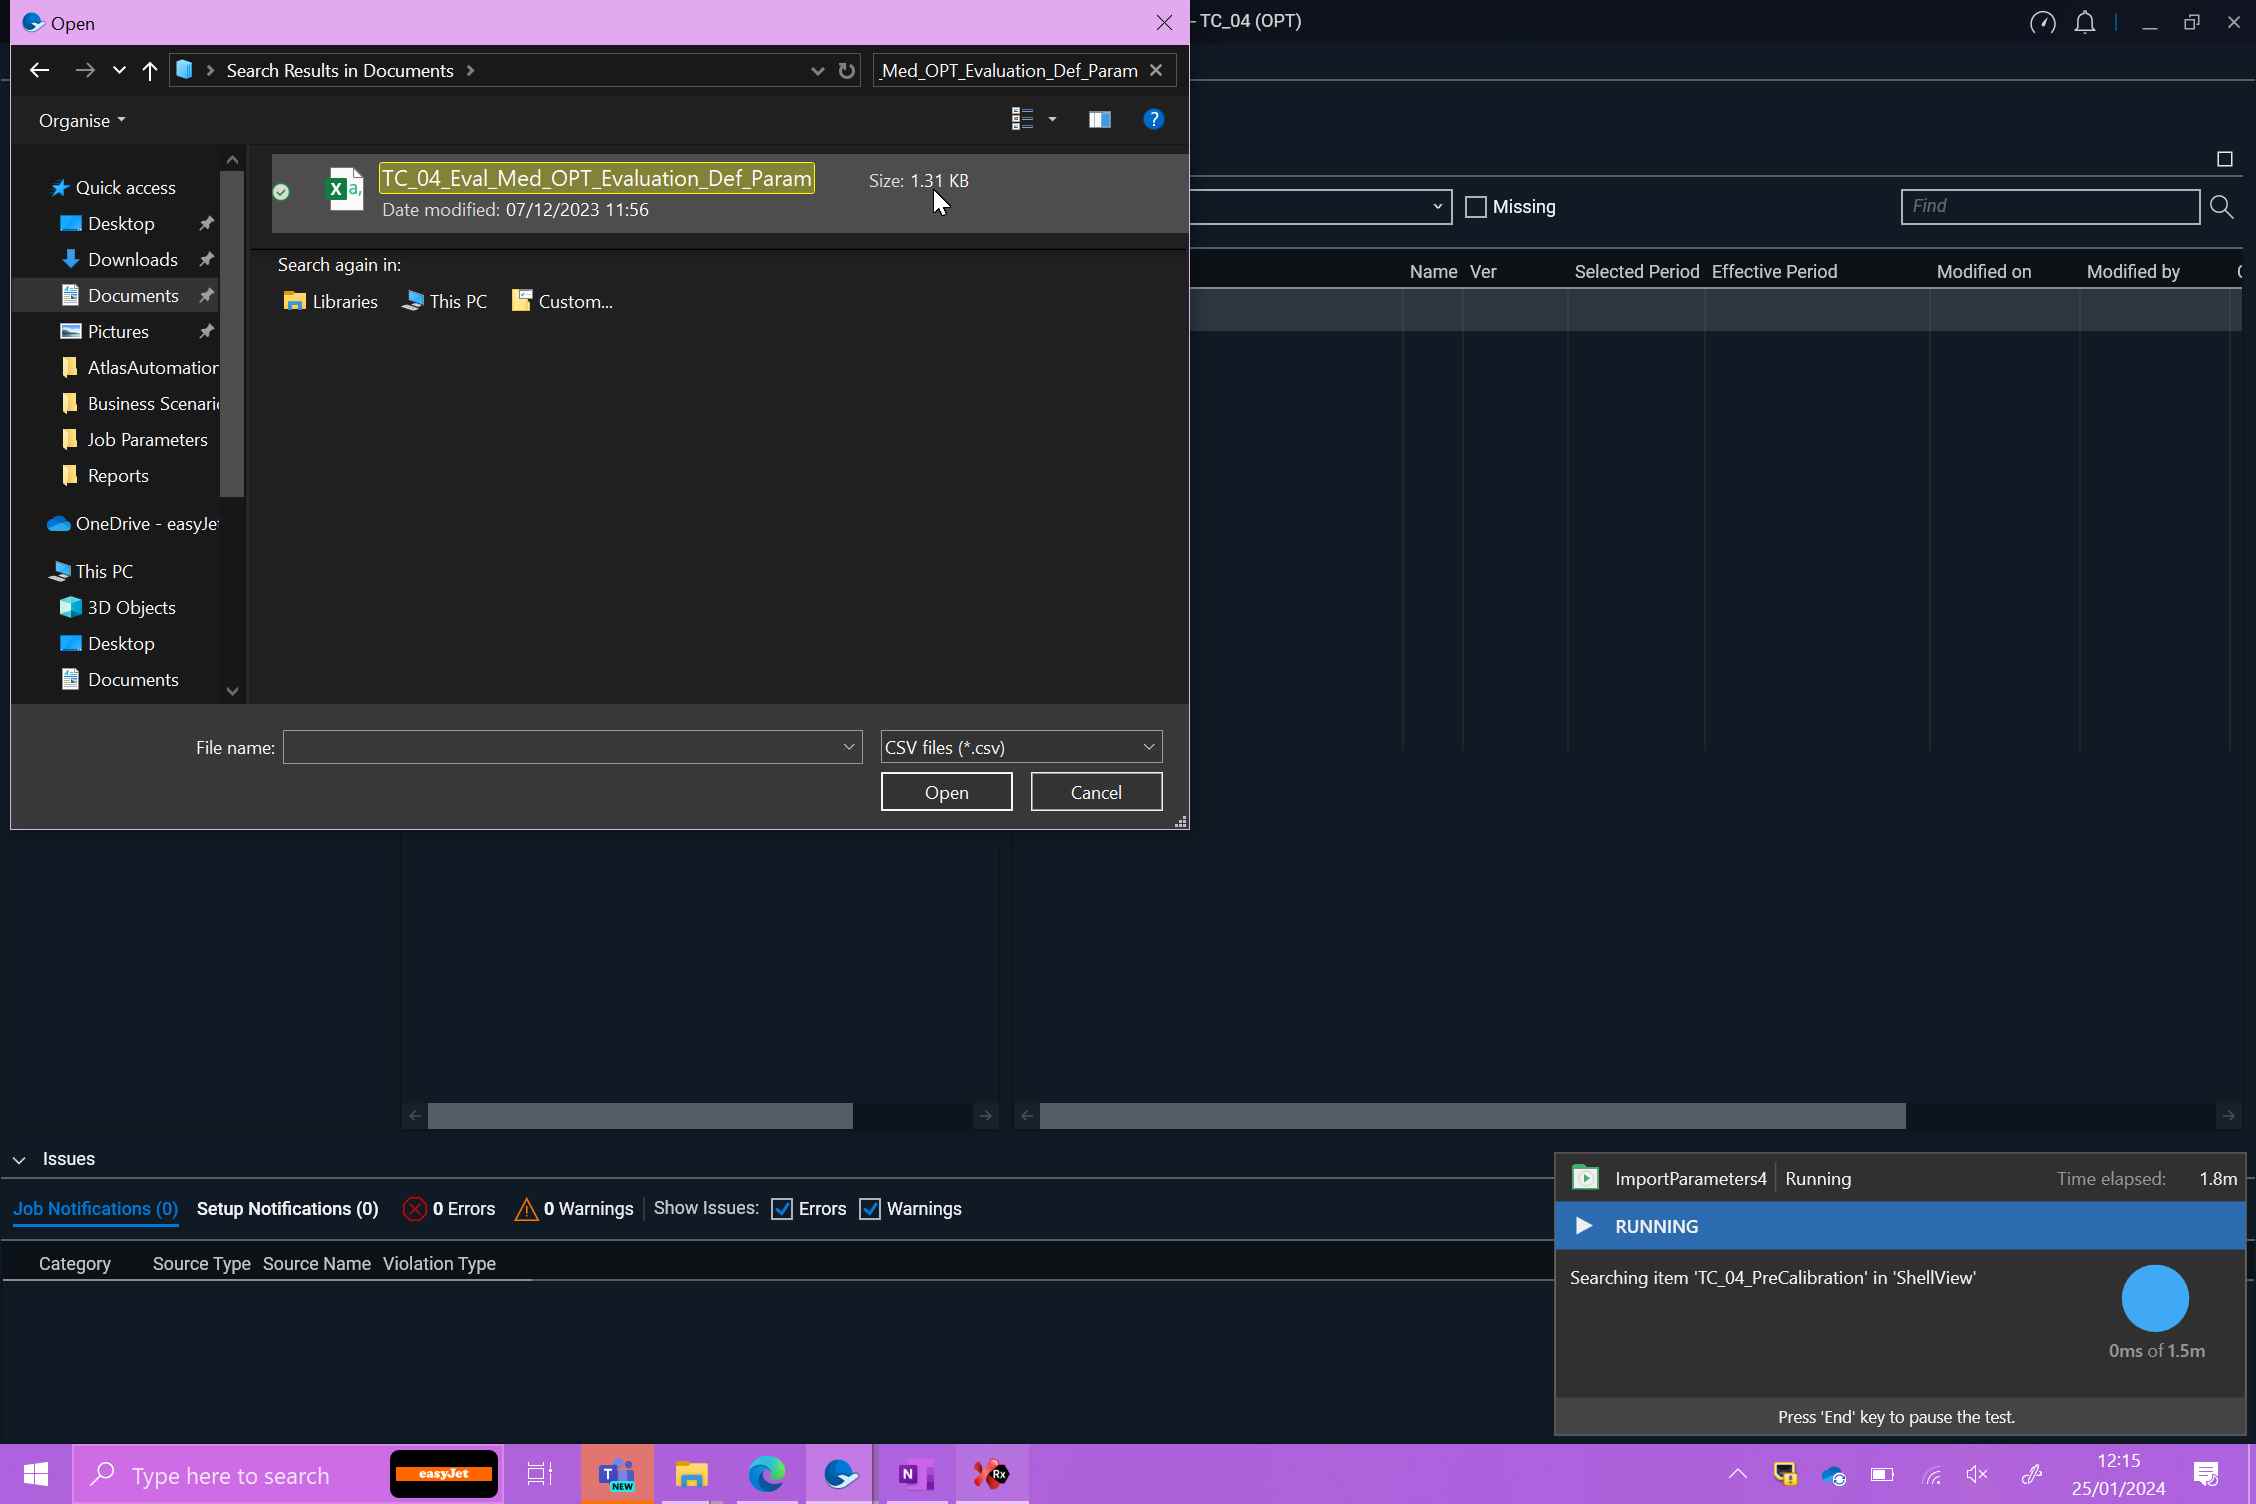 Open
- TC_04 (OPT)
Search Results in Documents
_Med_OPT_Evaluation_Def_Param
Organise
Quick access
Desktop
Downloads
Documents
Pictures
AtlasAutomation
Business Scenari
Job Parameters
Reports
OneDrive - easyJet
This PC
3D Objects
Desktop
Documents
TC_04_Eval_Med_OPT_Evaluation_Def_Param
Size: 1.31 KB
Date modified: 07/12/2023 11:56
Search again in:
Libraries This PC Custom...
File name:
CSV files (*.csv)
Open Cancel
Missing
Find
Name Ver Selected Period Effective Period Modified on Modified by
Issues
Job Notifications (0) Setup Notifications (0) 0 Errors 0 Warnings Show Issues: Errors Warnings
Category Source Type Source Name Violation Type
ImportParameters4 Running Time elapsed: 1.8m
RUNNING
Searching item 'TC_04_PreCalibration' in 'ShellView'
0ms of 1.5m
Press 'End' key to pause the test.
Type here to search
easyJet
T
NEW
N
Rx
12:15
25/01/2024